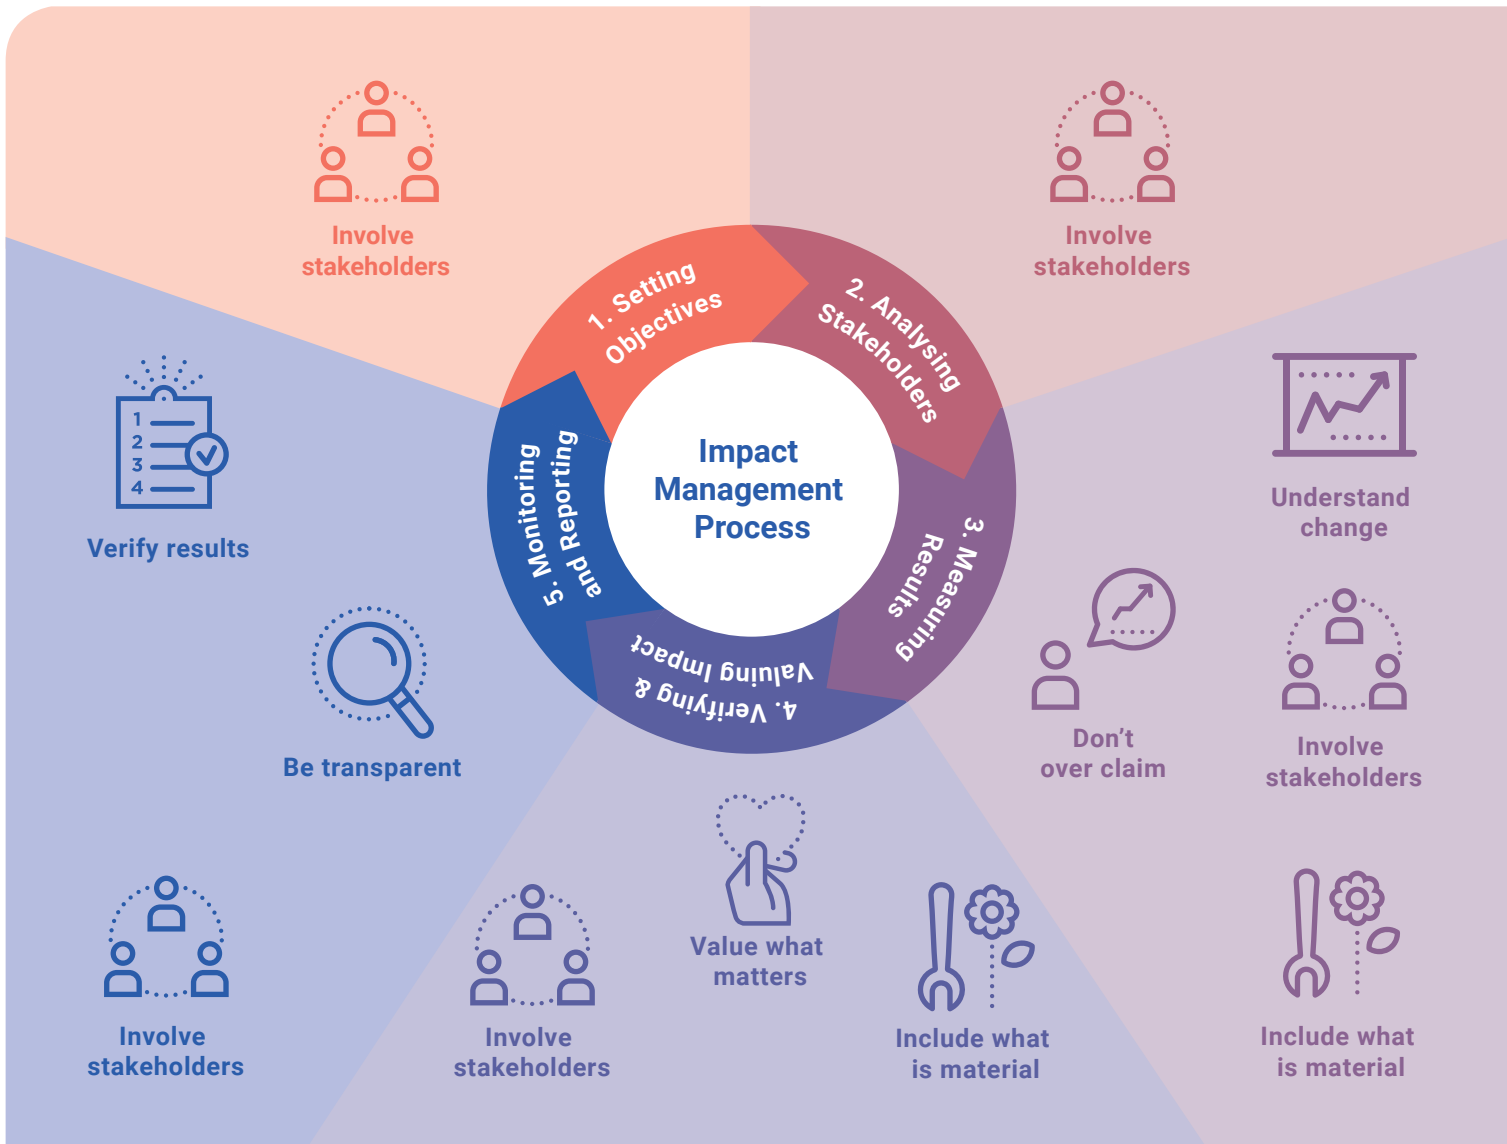 Involve
stakeholders
Involve
stakeholders
1. Setting
Objectives
2. Analysing
Stakeholders
3. Measuring
Results
4. Verifying &
Valuing Impact
5. Monitoring
and Reporting
Impact
Management
Process
Understand
change
Don’t
over claim
Involve
stakeholders
Include what
is material
Value what
matters
Include what
is material
Involve
stakeholders
1
2
3
4
Verify results
Be transparent
Involve
stakeholders